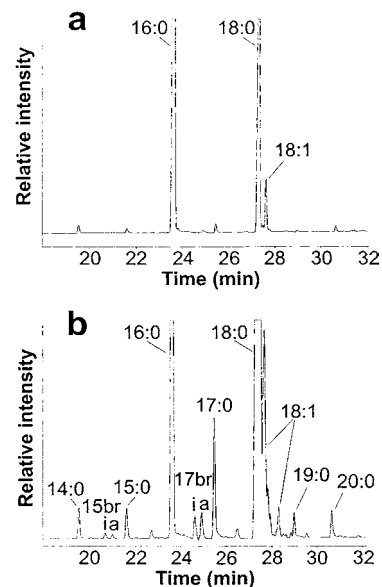 a
16:0
18:0
18:1
Relative intensity
20 22 24 26 28 30 32
Time (min)
b
16:0
18:0
17:0
18:1
14:0
15br
i a
15:0
17br
i a
19:0
20:0
Relative intensity
20 22 24 26 28 30 32
Time (min)